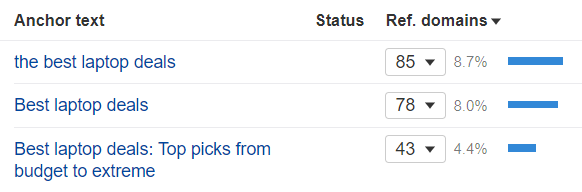 Anchor text Status Ref. domains
the best laptop deals 85 8.7%
Best laptop deals 78 8.0%
Best laptop deals: Top picks from 43 4.4%
budget to extreme